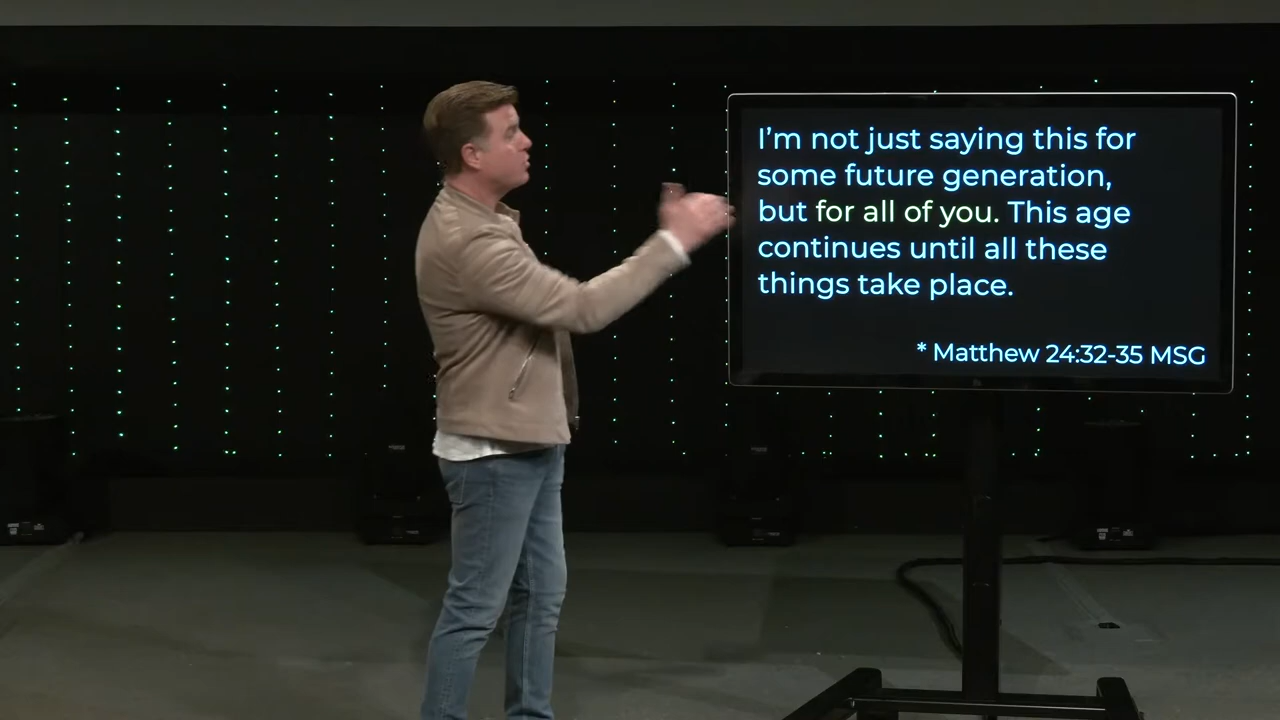 I'm not just saying this for
some future generation,
but for all of you. This age
continues until all these
things take place.
* Matthew 24:32-35 MSG